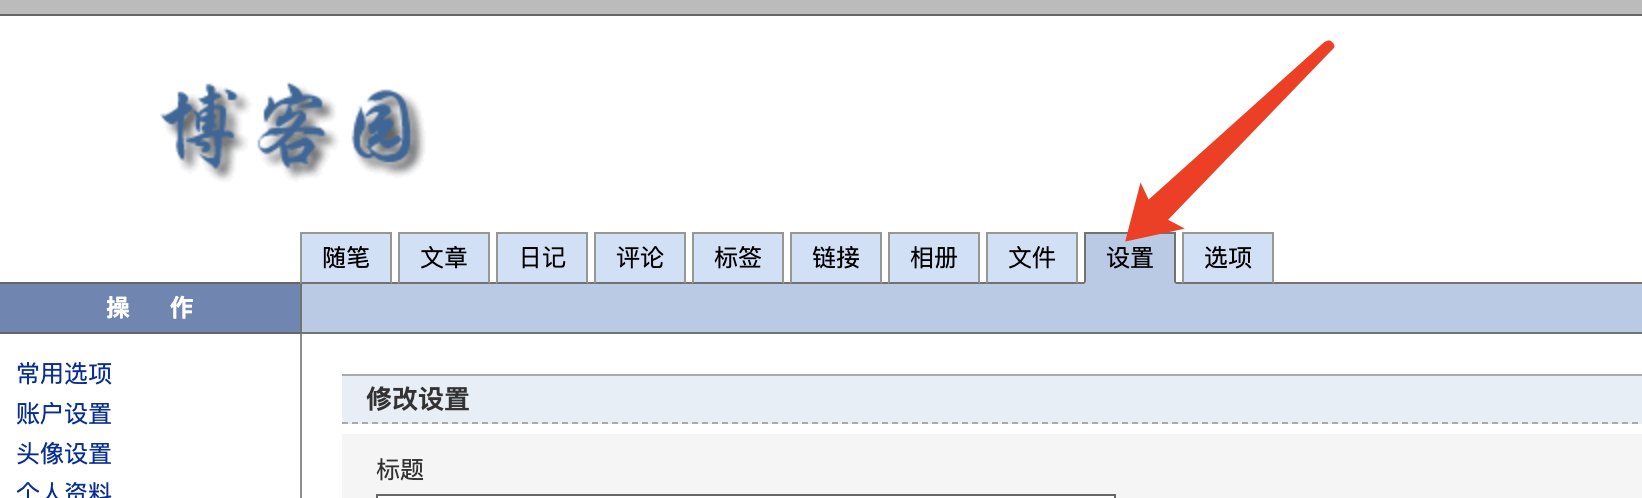 博客园
随笔 文章 日记 评论 标签 链接 相册 文件 设置 选项
操 作
常用选项
账户设置
头像设置
个人资料
修改设置
标题